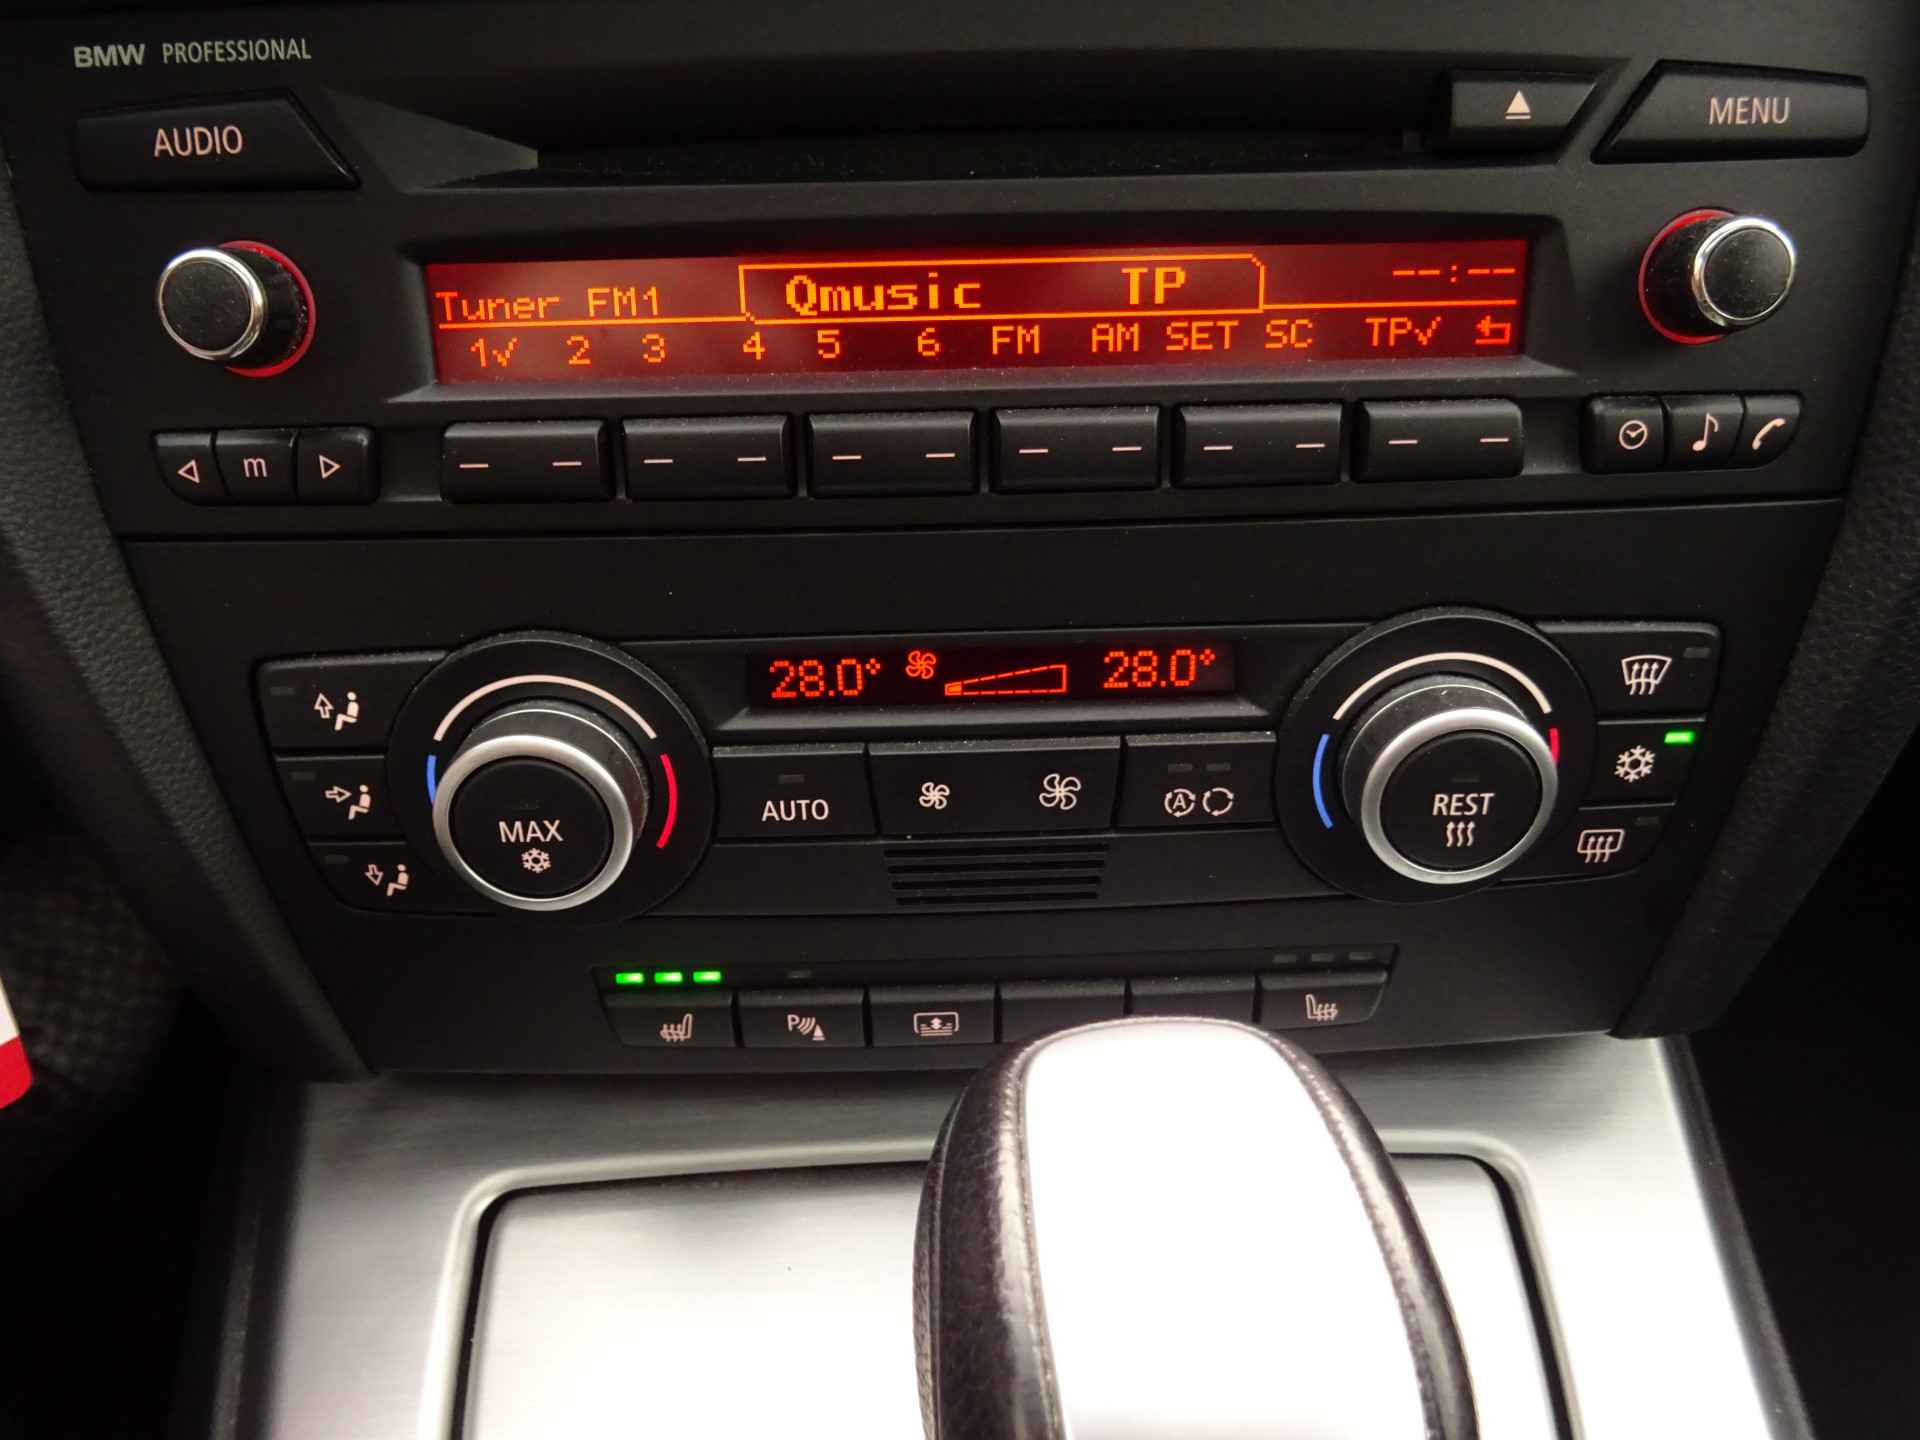 BMW PROFESSIONAL
AUDIO
MENU
Tuner FM1
Qmusic TP
--:--
1✓ 2 3 4 5 6 FM AM SET SC TP✓
m
28.0° 28.0°
AUTO
A
MAX
REST
P